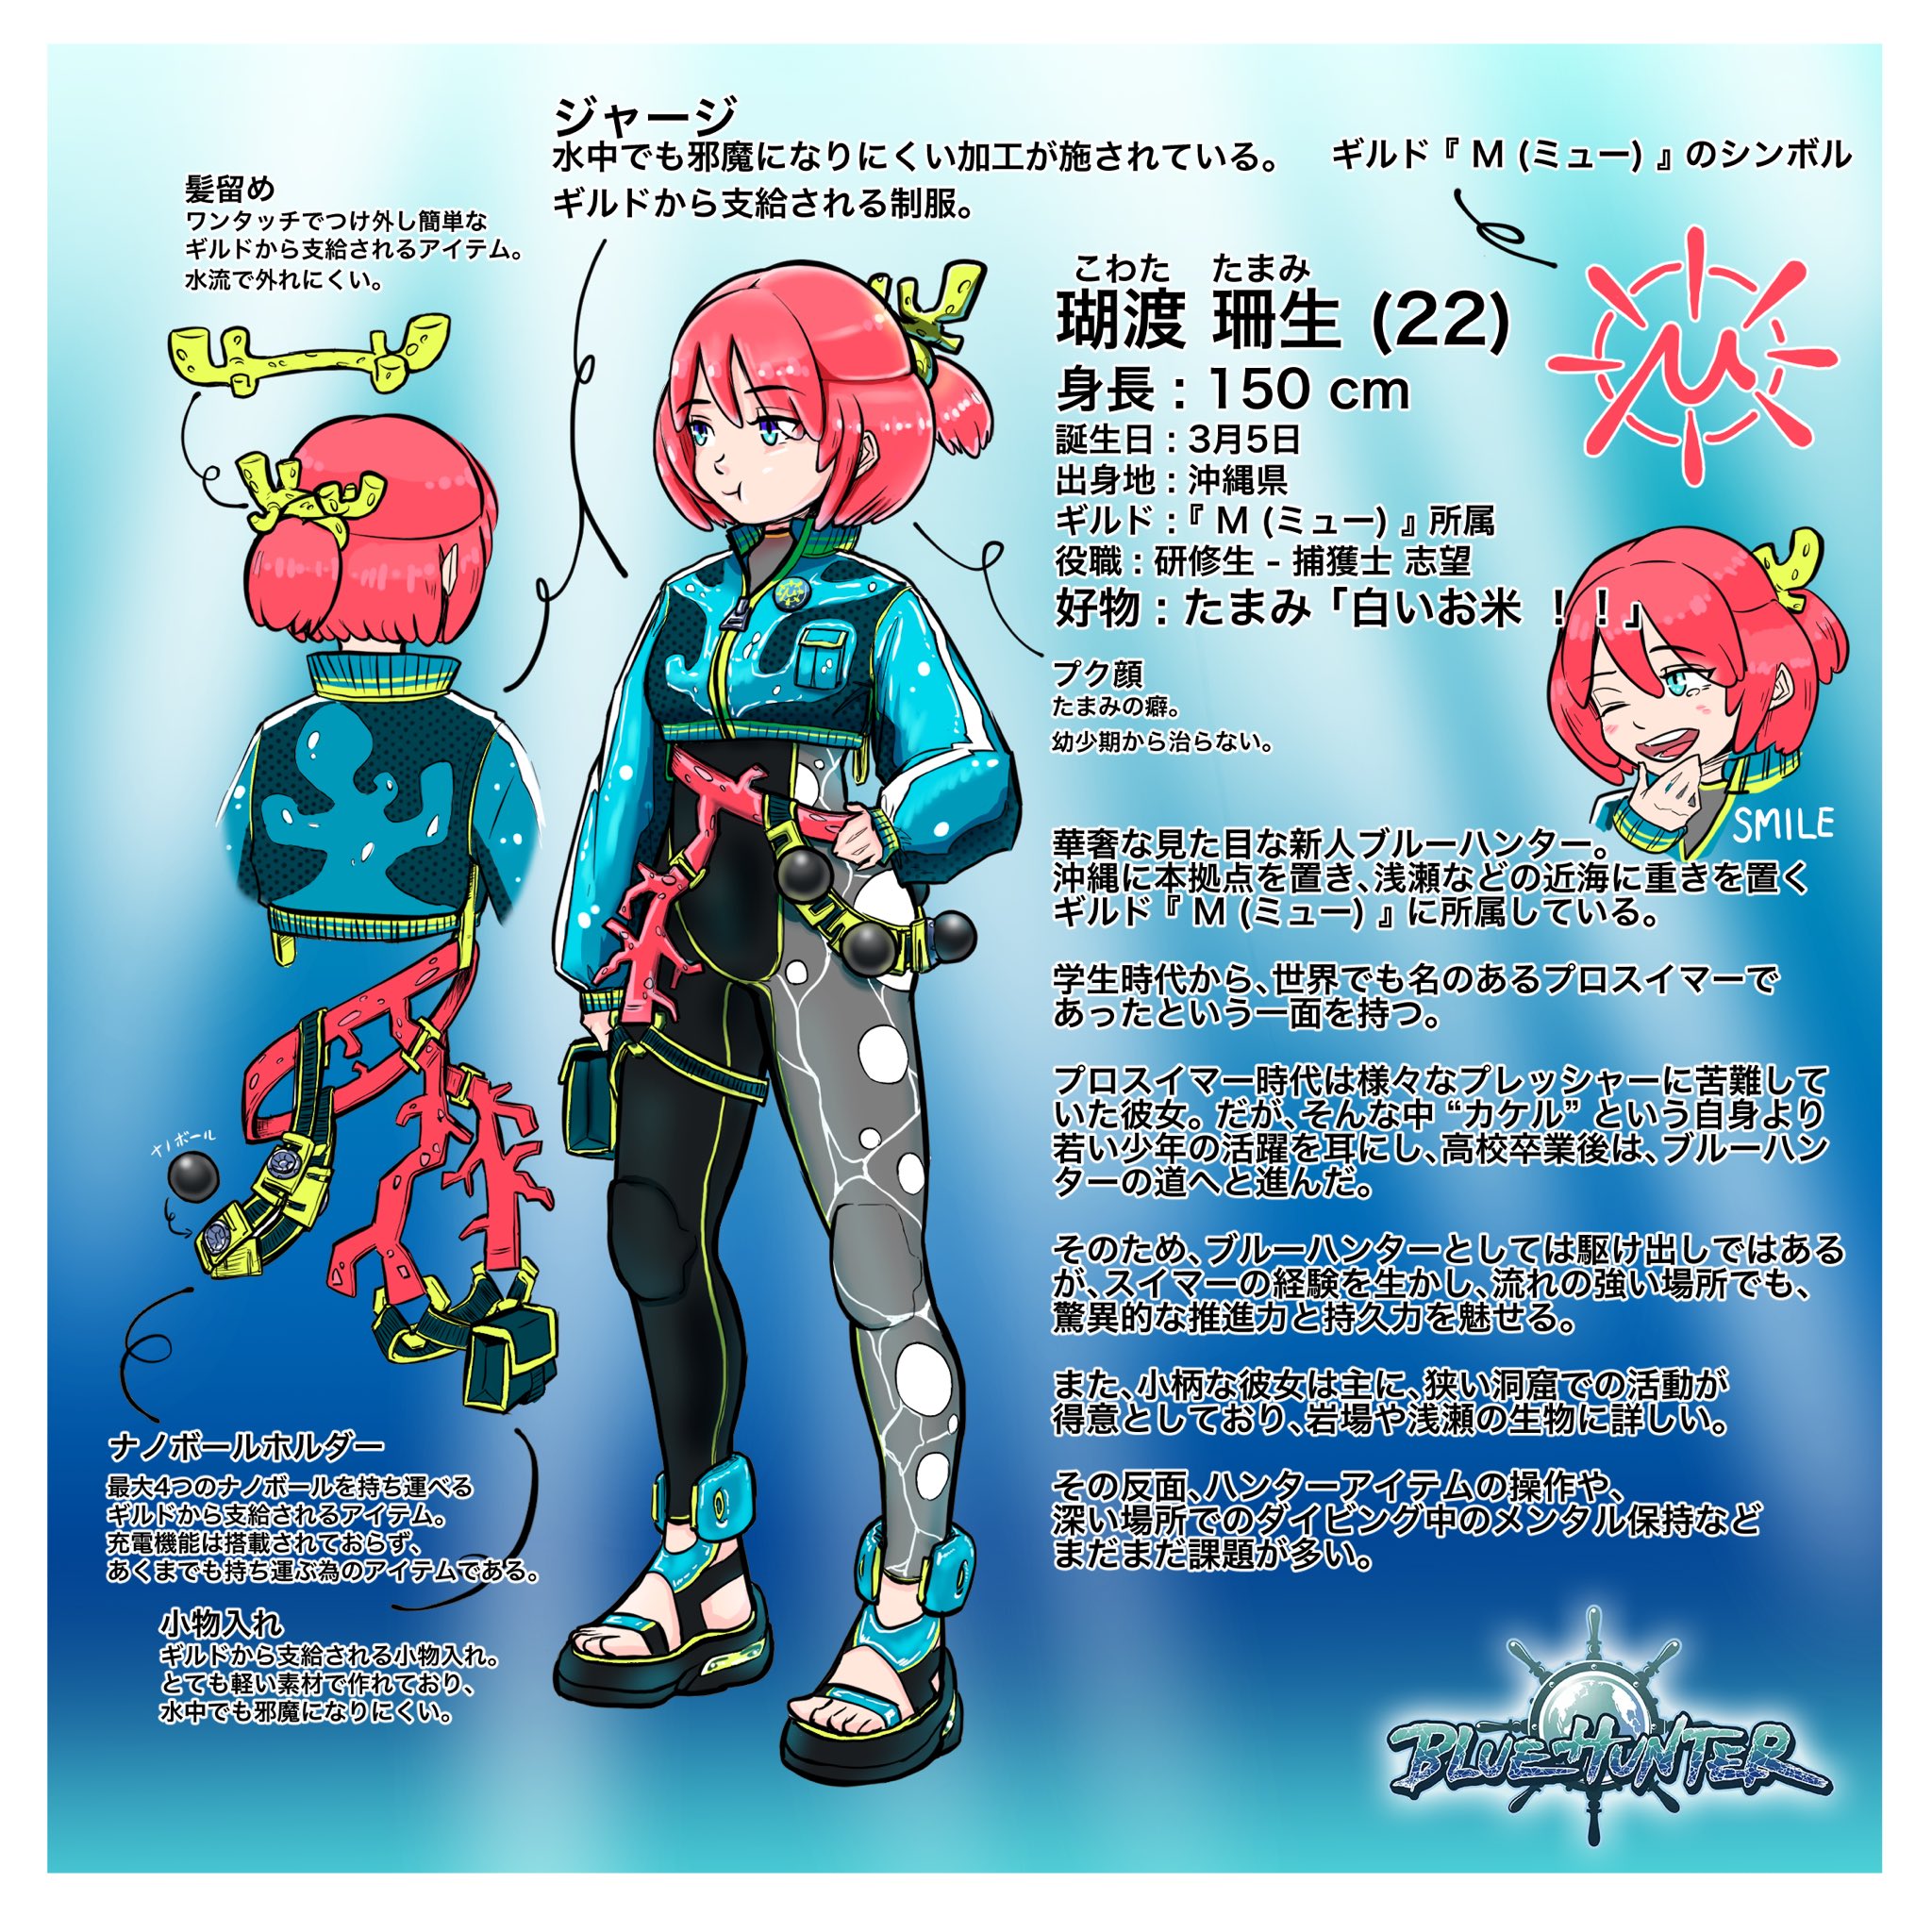 ジャージ
水中でも邪魔になりにくい加工が施されている。
ギルドから支給される制服。
ギルド『 M (ミュー) 』のシンボル
髪留め
ワンタッチでつけ外し簡単な
ギルドから支給されるアイテム。
水流で外れにくい。
こわた たまみ
瑚渡 珊生 (22)
身長 : 150 cm
誕生日 : 3月5日
出身地 : 沖縄県
ギルド :『 M (ミュー) 』所属
役職 : 研修生 - 捕獲士 志望
好物 : たまみ「白いお米 ！！」
μ
プク顔
たまみの癖。
幼少期から治らない。
SMILE
華奢な見た目な新人ブルーハンター。
沖縄に本拠点を置き、浅瀬などの近海に重きを置く
ギルド『 M (ミュー) 』に所属している。
学生時代から、世界でも名のあるプロスイマーで
あったという一面を持つ。
プロスイマー時代は様々なプレッシャーに苦難して
いた彼女。だが、そんな中 “カケル” という自身より
若い少年の活躍を耳にし、高校卒業後は、ブルーハン
ターの道へと進んだ。
そのため、ブルーハンターとしては駆け出しではある
が、スイマーの経験を生かし、流れの強い場所でも、
驚異的な推進力と持久力を魅せる。
また、小柄な彼女は主に、狭い洞窟での活動が
得意としており、岩場や浅瀬の生物に詳しい。
その反面、ハンターアイテムの操作や、
深い場所でのダイビング中のメンタル保持など
まだまだ課題が多い。
ナノボール
ナノボールホルダー
最大4つのナノボールを持ち運べる
ギルドから支給されるアイテム。
充電機能は搭載されておらず、
あくまでも持ち運ぶ為のアイテムである。
小物入れ
ギルドから支給される小物入れ。
とても軽い素材で作れており、
水中でも邪魔になりにくい。
BLUE HUNTER